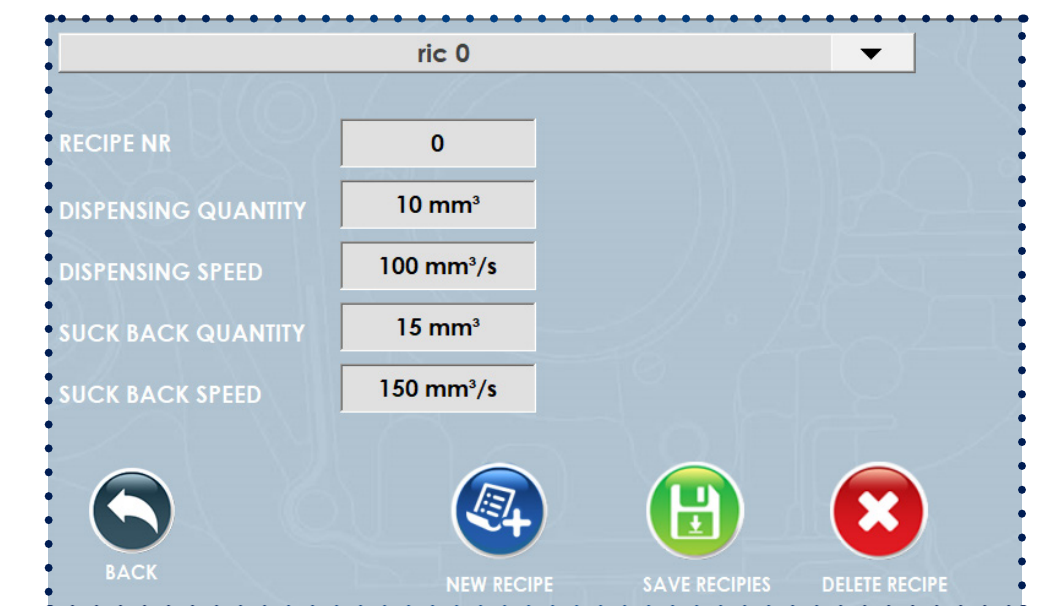 ric 0
RECIPE NR 0
DISPENSING QUANTITY 10 mm³
DISPENSING SPEED 100 mm³/s
SUCK BACK QUANTITY 15 mm³
SUCK BACK SPEED 150 mm³/s
BACK NEW RECIPE SAVE RECIPIES DELETE RECIPE